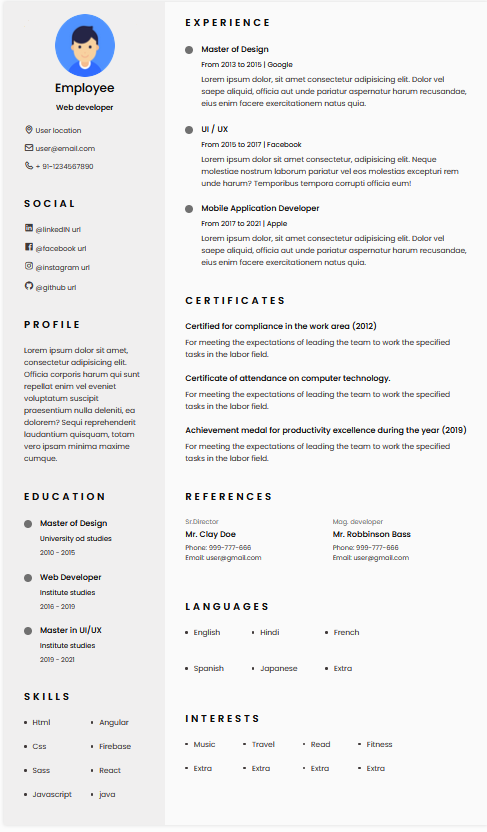 Employee
Web developer
User location
user@email.com
+ 91-1234567890
SOCIAL
@linkedIN url
@facebook url
@instagram url
@github url
PROFILE
Lorem ipsum dolor sit amet,
consectetur adipisicing elit.
Officia corporis harum qui sunt
repellat enim vel eveniet
voluptatum suscipit
praesentium nulla deleniti, ea
dolorem? Sequi reprehenderit
laudantium quisquam, totam
vero ipsam minima maxime
cumque.
EDUCATION
Master of Design
University od studies
2010 - 2015
Web Developer
Institute studies
2016 - 2019
Master in UI/UX
Institute studies
2019 - 2021
SKILLS
Html Angular
Css Firebase
Sass React
Javascript java
EXPERIENCE
Master of Design
From 2013 to 2015 | Google
Lorem ipsum dolor, sit amet consectetur adipisicing elit. Dolor vel
saepe aliquid, officia aut unde pariatur aspernatur harum recusandae,
eius enim facere exercitationem natus quia.
UI / UX
From 2015 to 2017 | Facebook
Lorem ipsum dolor, sit amet consectetur adipisicing elit. Neque
molestiae nostrum laborum pariatur vel eos molestias excepturi rem
unde harum? Temporibus tempora corrupti officia eum!
Mobile Application Developer
From 2017 to 2021 | Apple
Lorem ipsum dolor, sit amet consectetur adipisicing elit. Dolor vel
saepe aliquid, officia aut unde pariatur aspernatur harum recusandae,
eius enim facere exercitationem natus quia.
CERTIFICATES
Certified for compliance in the work area (2012)
For meeting the expectations of leading the team to work the specified
tasks in the labor field.
Certificate of attendance on computer technology.
For meeting the expectations of leading the team to work the specified
tasks in the labor field.
Achievement medal for productivity excellence during the year (2019)
For meeting the expectations of leading the team to work the specified
tasks in the labor field.
REFERENCES
Sr.Director
Mr. Clay Doe
Phone: 999-777-666
Email: user@gmail.com
Mag. developer
Mr. Robbinson Bass
Phone: 999-777-666
Email: user@gmail.com
LANGUAGES
English Hindi French
Spanish Japanese Extra
INTERESTS
Music Travel Read Fitness
Extra Extra Extra Extra